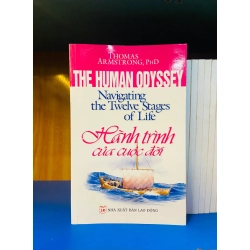 THOMAS
ARMSTRONG, PHD
THE HUMAN ODYSSEY
Navigating
the Twelve Stages
of Life
Hành trình
của cuộc đời
NHÀ XUẤT BẢN LAO ĐỘNG